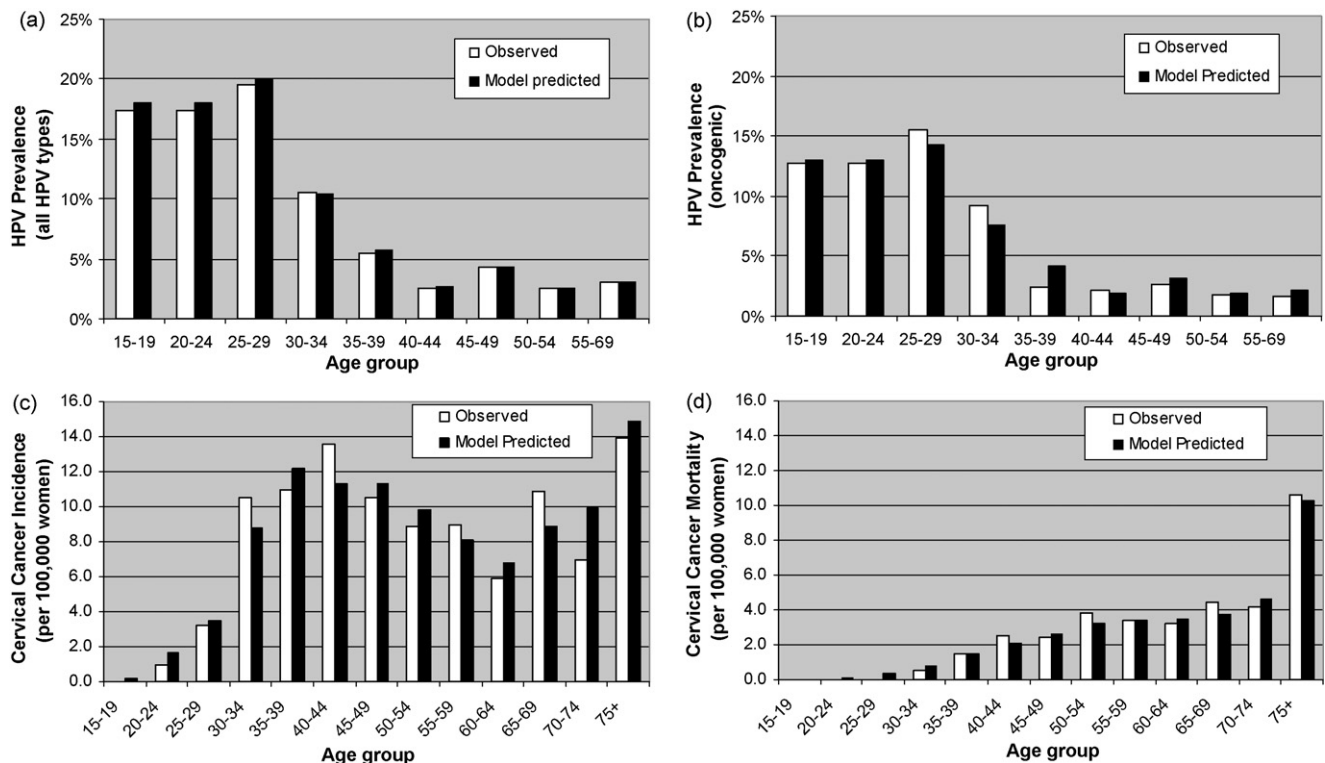 (a)
25%
20%
15%
10%
5%
0%
HPV Prevalence
(all HPV types)
Observed
Model predicted
15-19 20-24 25-29 30-34 35-39 40-44 45-49 50-54 55-69
Age group
(b)
25%
20%
15%
10%
5%
0%
HPV Prevalence
(oncogenic)
Observed
Model Predicted
15-19 20-24 25-29 30-34 35-39 40-44 45-49 50-54 55-69
Age group
(c)
16.0
14.0
12.0
10.0
8.0
6.0
4.0
2.0
0.0
Cervical Cancer Incidence
(per 100,000 women)
Observed
Model Predicted
15-19 20-24 25-29 30-34 35-39 40-44 45-49 50-54 55-59 60-64 65-69 70-74 75+
Age group
(d)
16.0
14.0
12.0
10.0
8.0
6.0
4.0
2.0
0.0
Cervical Cancer Mortality
(per 100,000 women)
Observed
Model Predicted
15-19 20-24 25-29 30-34 35-39 40-44 45-49 50-54 55-59 60-64 65-69 70-74 75+
Age group